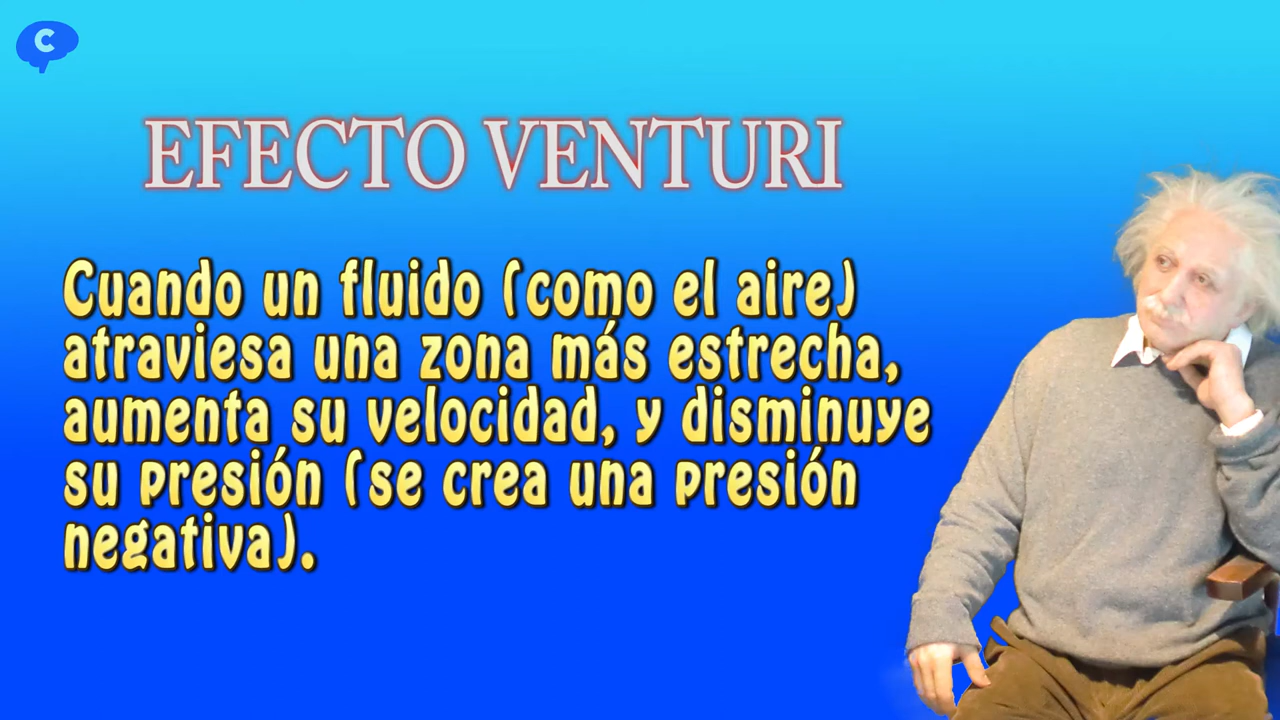 C
EFECTO VENTURI
Cuando un fluido (como el aire)
atraviesa una zona más estrecha,
aumenta su velocidad, y disminuye
su presión (se crea una presión
negativa).